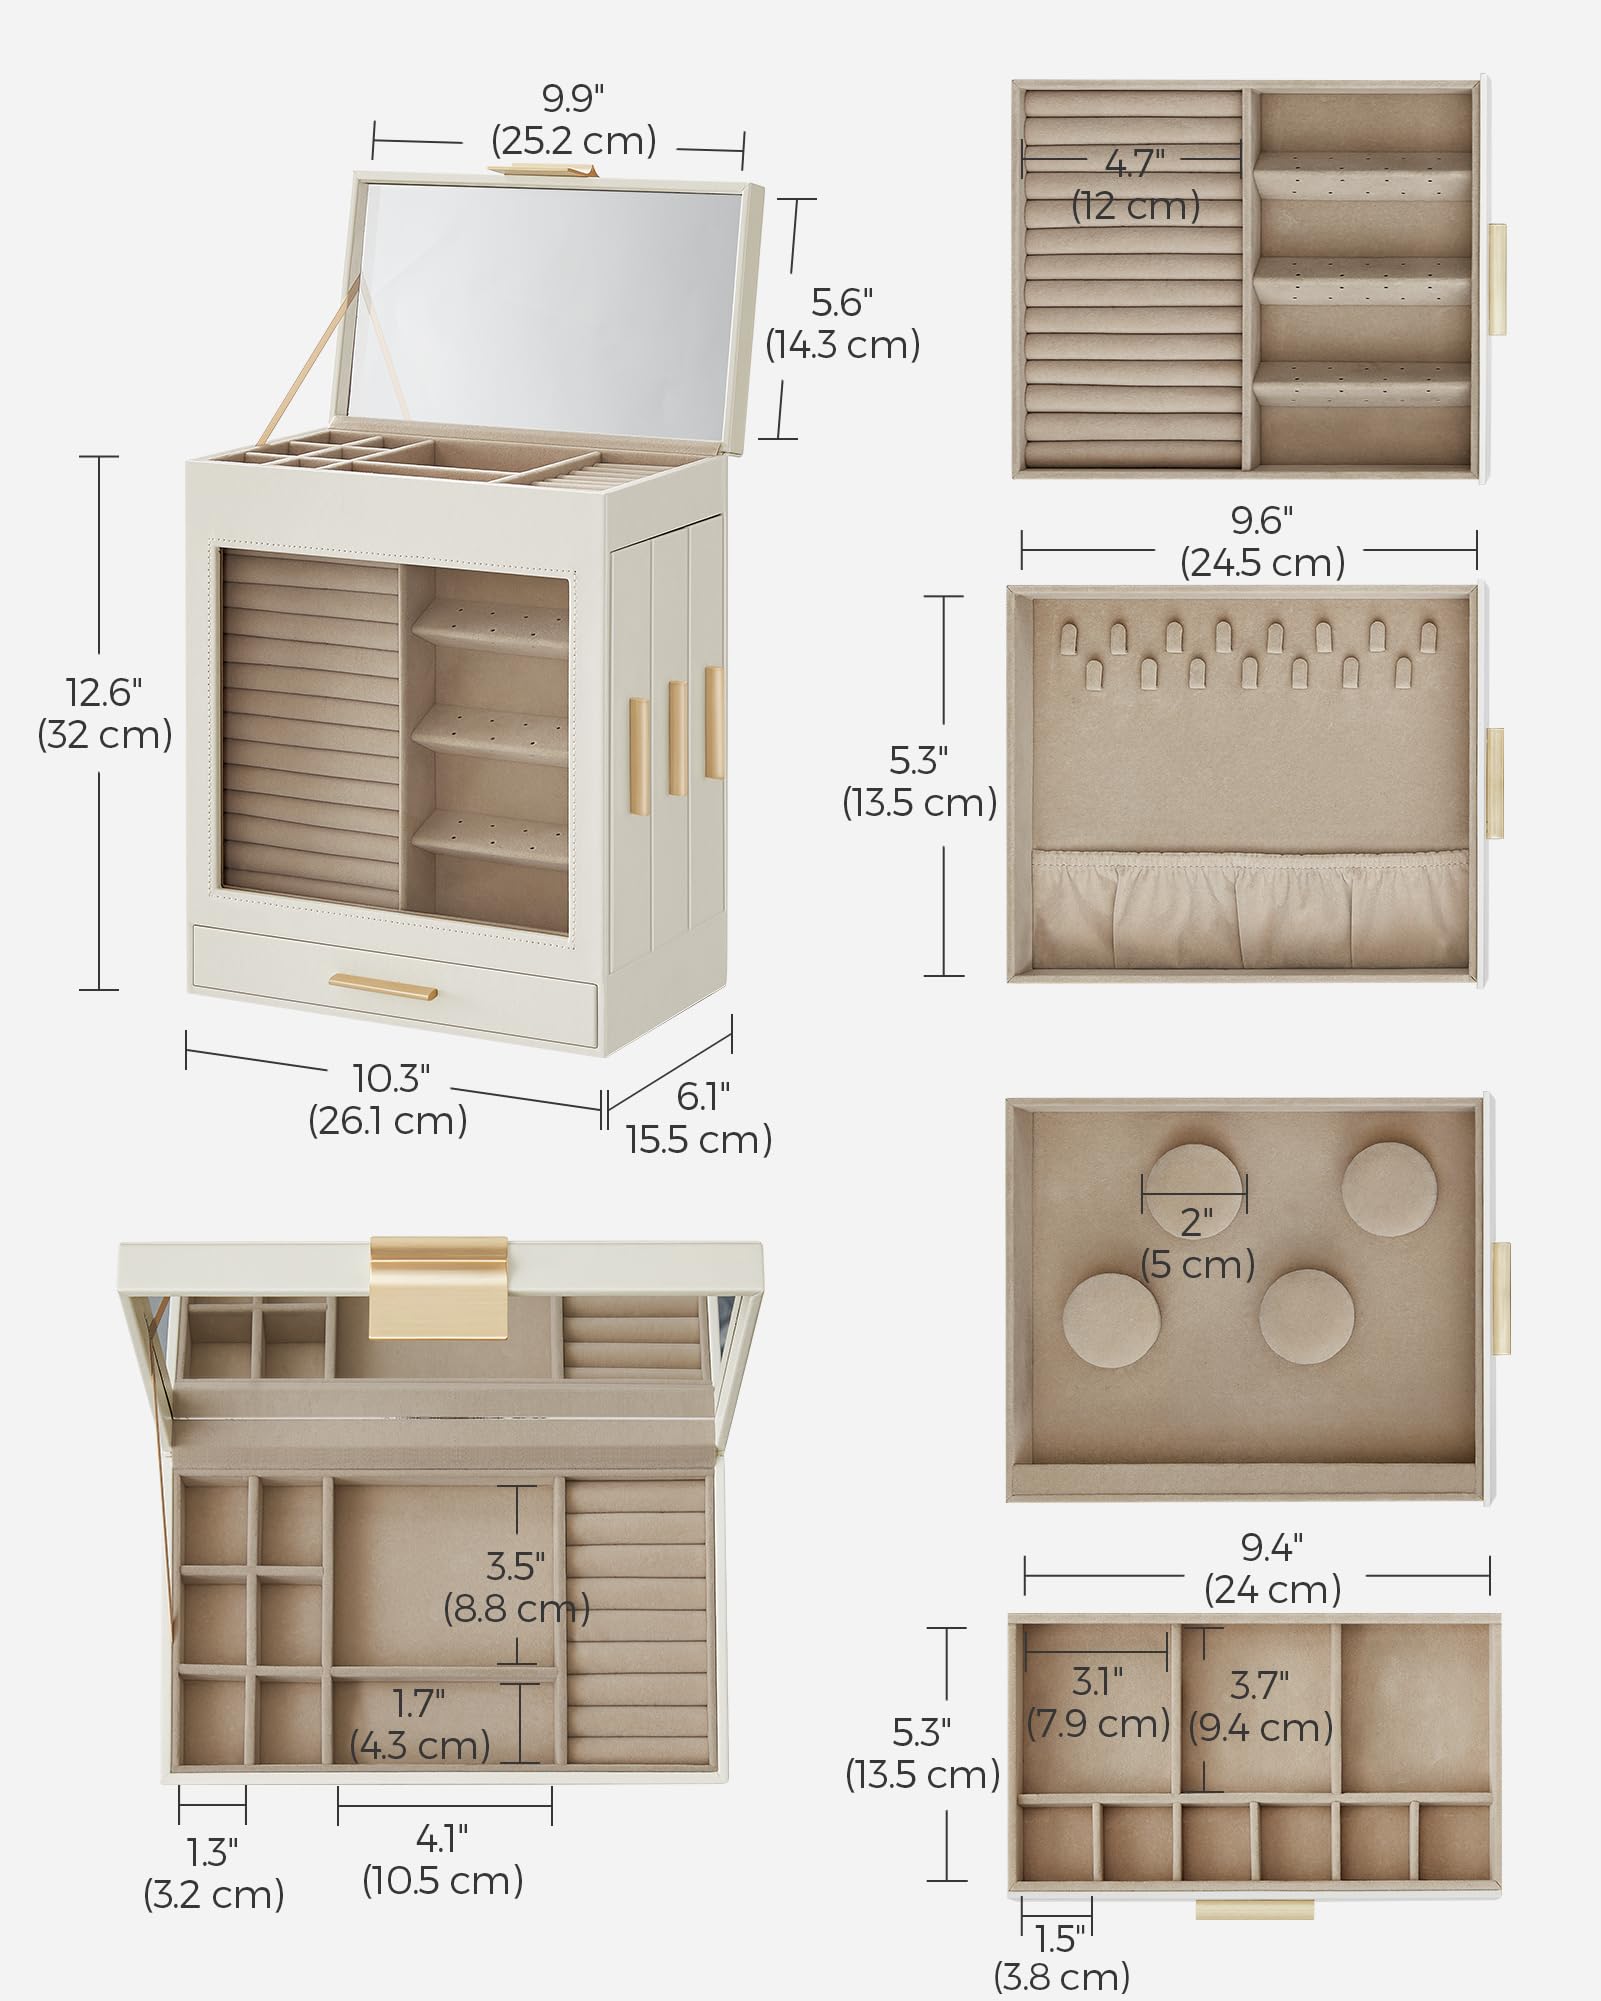 9.9"
(25.2 cm)
5.6"
(14.3 cm)
12.6"
(32 cm)
10.3"
(26.1 cm)
6.1"
15.5 cm)
4.7"
(12 cm)
9.6"
(24.5 cm)
5.3"
(13.5 cm)
2"
(5 cm)
3.5"
(8.8 cm)
1.7"
(4.3 cm)
1.3"
(3.2 cm)
4.1"
(10.5 cm)
9.4"
(24 cm)
3.1"
(7.9 cm)
3.7"
(9.4 cm)
5.3"
(13.5 cm)
1.5"
(3.8 cm)